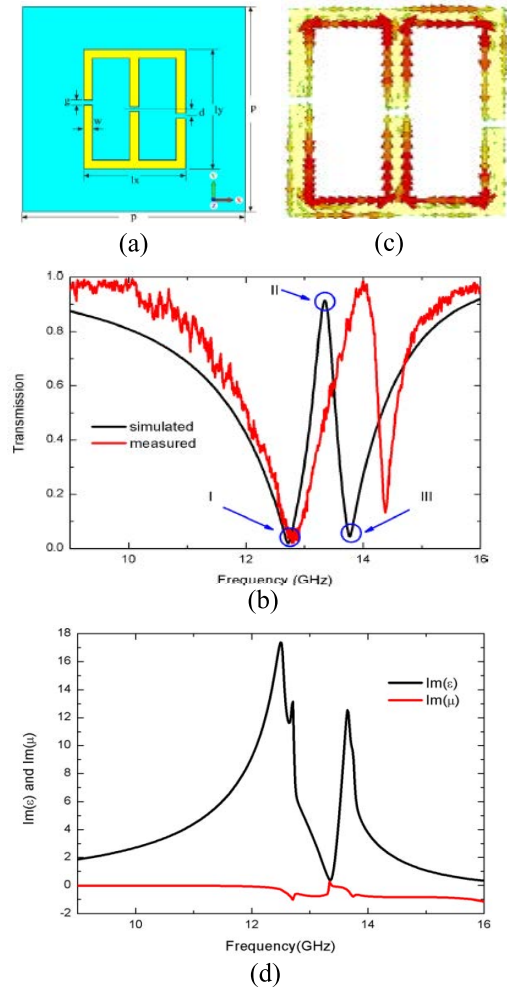 g
w
d
ly
lx
p
p
y
z
x
(a)
(c)
Transmission
1.0
0.8
0.6
0.4
0.2
0.0
II
simulated
measured
I
III
10
12
14
16
Frequency (GHz)
(b)
Im(ε) and Im(μ)
18
16
14
12
10
8
6
4
2
0
-2
Im(ε)
Im(μ)
10
12
14
16
Frequency(GHz)
(d)